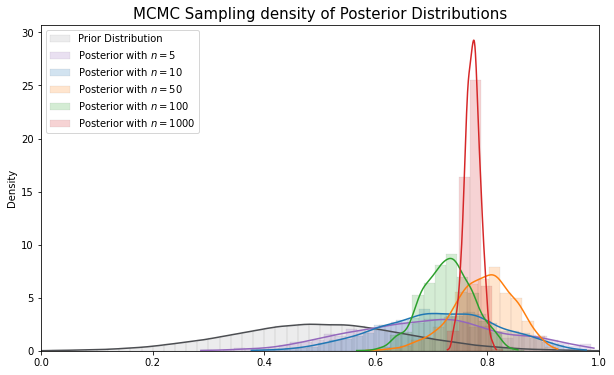 MCMC Sampling density of Posterior Distributions
30
25
20
15
10
5
0
Density
Prior Distribution
Posterior with n = 5
Posterior with n = 10
Posterior with n = 50
Posterior with n = 100
Posterior with n = 1000
0.0 0.2 0.4 0.6 0.8 1.0